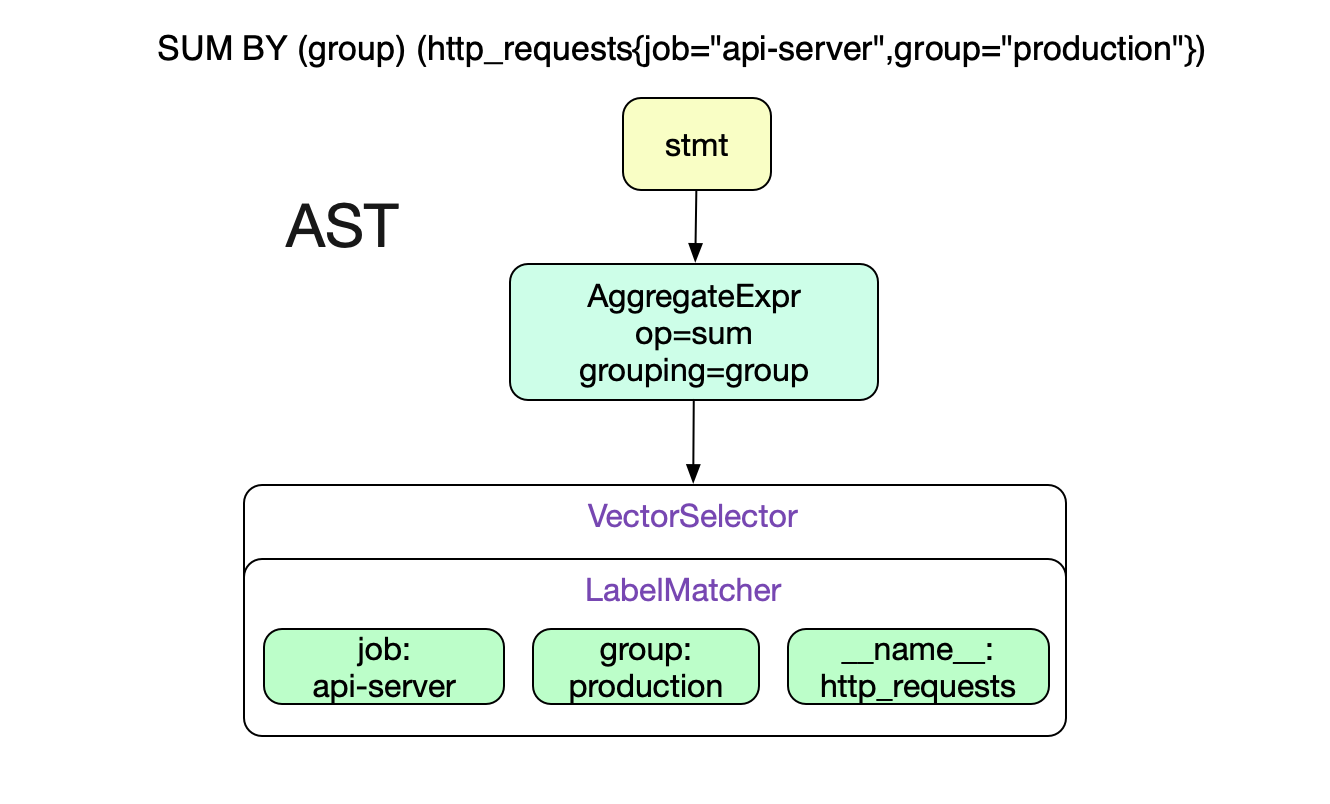 SUM BY (group) (http_requests{job="api-server",group="production"})
stmt
AST
AggregateExpr
op=sum
grouping=group
VectorSelector
LabelMatcher
job:
api-server
group:
production
__name__:
http_requests